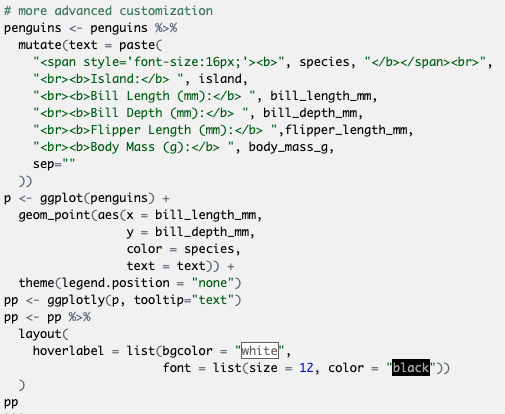 # more advanced customization
penguins <- penguins %>%
  mutate(text = paste(
    "<span style='font-size:16px;'><b>", species, "</b></span><br>",
    "<br><b>Island:</b> ", island,
    "<br><b>Bill Length (mm):</b> ", bill_length_mm,
    "<br><b>Bill Depth (mm):</b> ", bill_depth_mm,
    "<br><b>Flipper Length (mm):</b> ",flipper_length_mm,
    "<br><b>Body Mass (g):</b> ", body_mass_g,
    sep=""
  ))
p <- ggplot(penguins) +
  geom_point(aes(x = bill_length_mm,
                 y = bill_depth_mm,
                 color = species,
                 text = text)) +
  theme(legend.position = "none")
pp <- ggplotly(p, tooltip="text")
pp <- pp %>%
  layout(
    hoverlabel = list(bgcolor = "white",
                      font = list(size = 12, color = "black"))
  )
pp